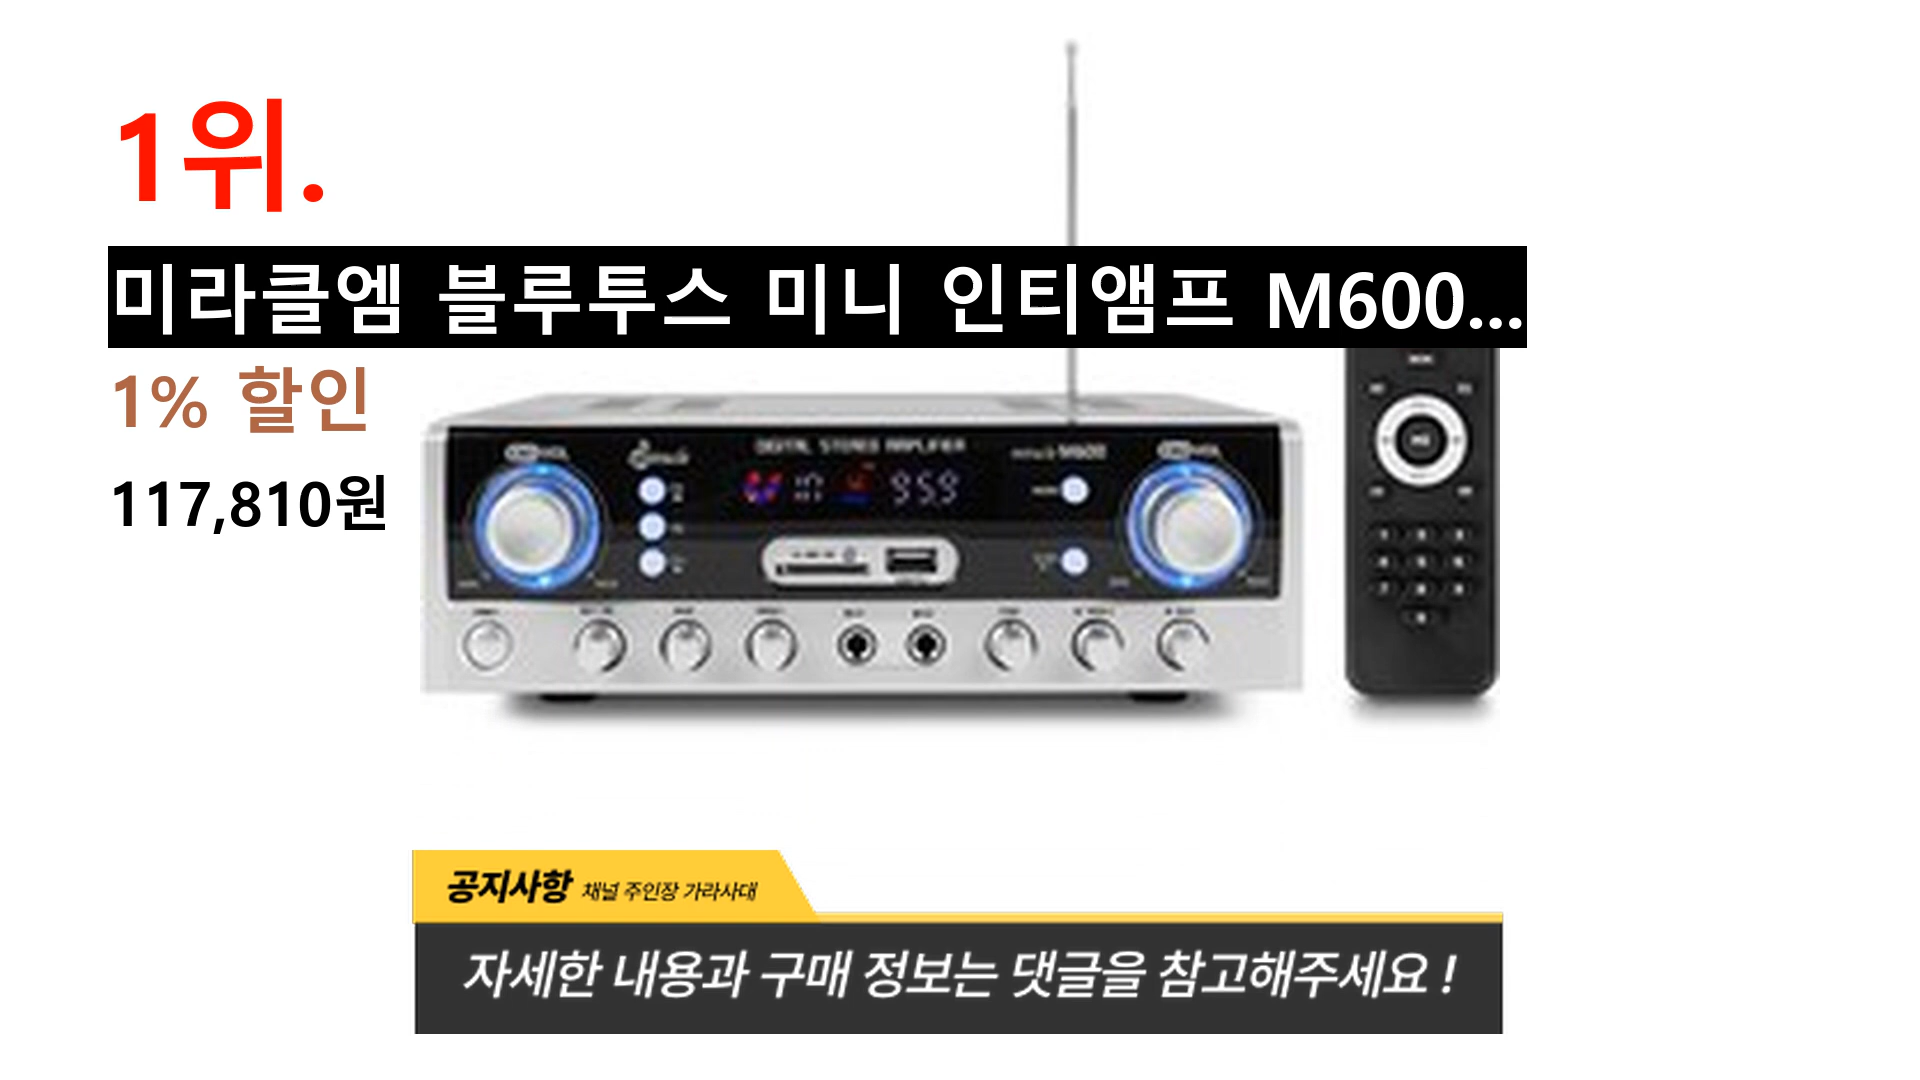 1위.
미라클엠 블루투스 미니 인티앰프 M600...
1% 할인
117,810원
DIGITAL STEREO AMPLIFIER
M600
95.9
공지사항 채널 주인장 가라사대
자세한 내용과 구매 정보는 댓글을 참고해주세요 !